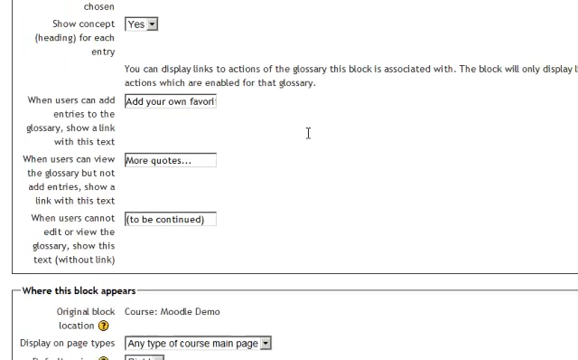 chosen
Show concept Yes
(heading) for each
entry
You can display links to actions of the glossary this block is associated with. The block will only display l
actions which are enabled for that glossary.
When users can add Add your own favori
entries to the
glossary, show a link
with this text
When users can view More quotes...
the glossary but not
add entries, show a
link with this text
When users cannot (to be continued)
edit or view the
glossary, show this
text (without link)
Where this block appears
Original block Course: Moodle Demo
location ?
Display on page types Any type of course main page